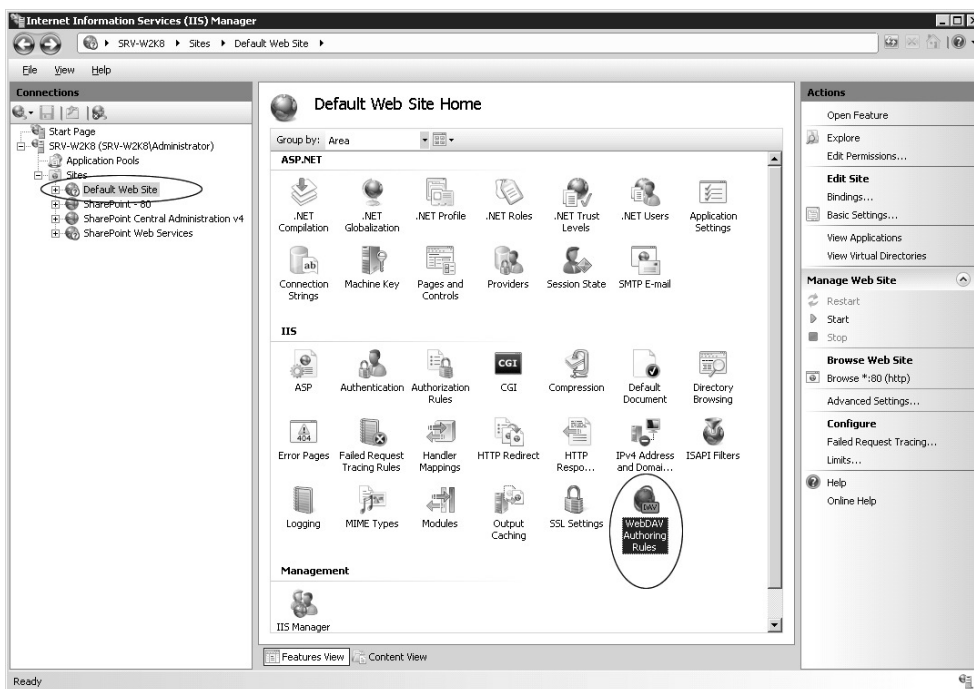 Internet Information Services (IIS) Manager
SRV-W2K8 Sites Default Web Site
File View Help
Connections
Start Page
SRV-W2K8 (SRV-W2K8\Administrator)
Application Pools
Sites
Default Web Site
SharePoint - 80
SharePoint Central Administration v4
SharePoint Web Services
Default Web Site Home
Group by: Area
ASP.NET
.NET Compilation
.NET Globalization
.NET Profile
.NET Roles
.NET Trust Levels
.NET Users
Application Settings
ab
Connection Strings
Machine Key
Pages and Controls
Providers
Session State
SMTP E-mail
IIS
ASP
Authentication
Authorization Rules
CGI
CGI
Compression
Default Document
Directory Browsing
404
Error Pages
Failed Request Tracing Rules
Handler Mappings
HTTP Redirect
HTTP Respo...
IPv4 Address and Domai...
ISAPI Filters
Logging
MIME Types
Modules
Output Caching
SSL Settings
DAV
WebDAV Authoring Rules
Management
IIS Manager
Features View Content View
Actions
Open Feature
Explore
Edit Permissions...
Edit Site
Bindings...
Basic Settings...
View Applications
View Virtual Directories
Manage Web Site
Restart
Start
Stop
Browse Web Site
Browse *:80 (http)
Advanced Settings...
Configure
Failed Request Tracing...
Limits...
Help
Online Help
Ready